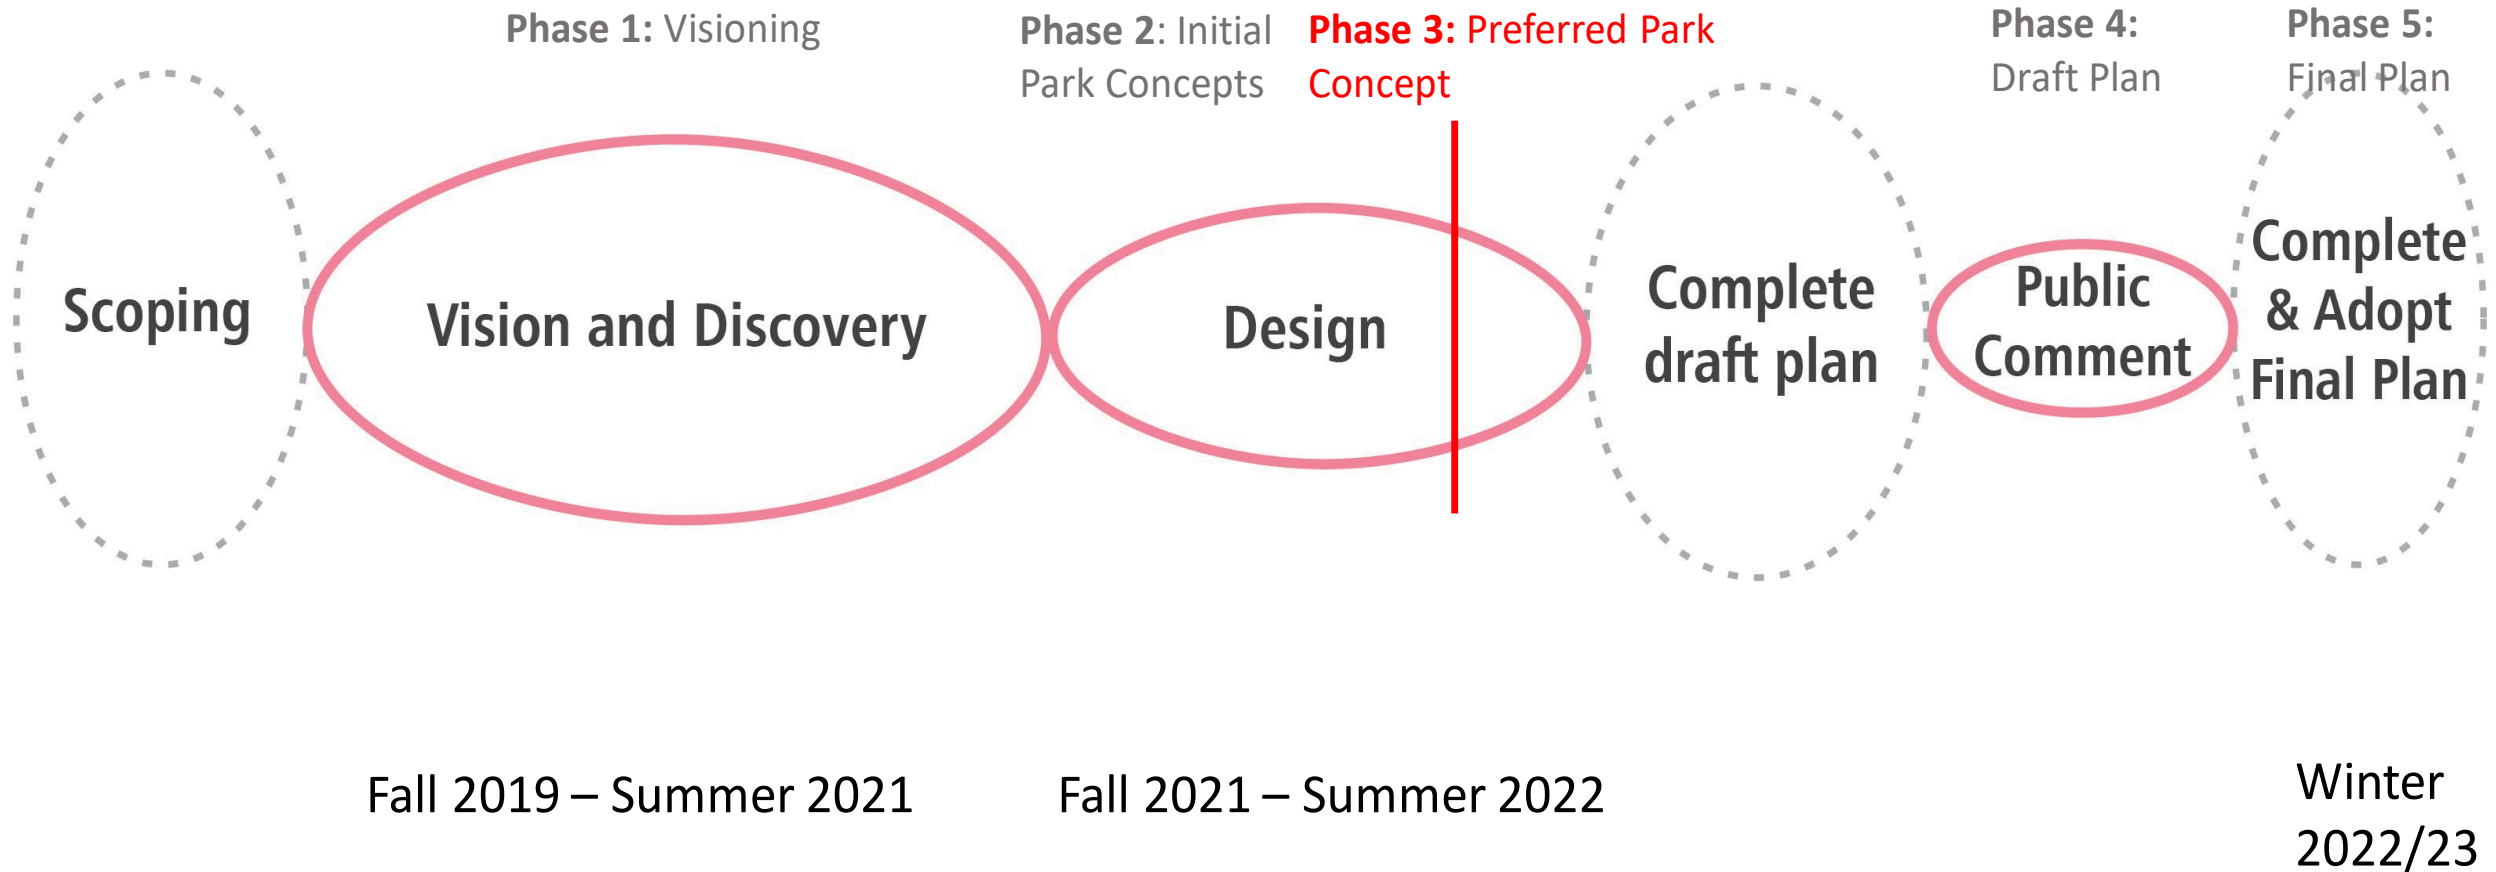 Phase 1: Visioning
Phase 2: Initial
Park Concepts
Phase 3: Preferred Park
Concept
Phase 4:
Draft Plan
Phase 5:
Final Plan
Scoping
Vision and Discovery
Design
Complete
draft plan
Public
Comment
Complete
& Adopt
Final Plan
Fall 2019 – Summer 2021
Fall 2021 – Summer 2022
Winter
2022/23